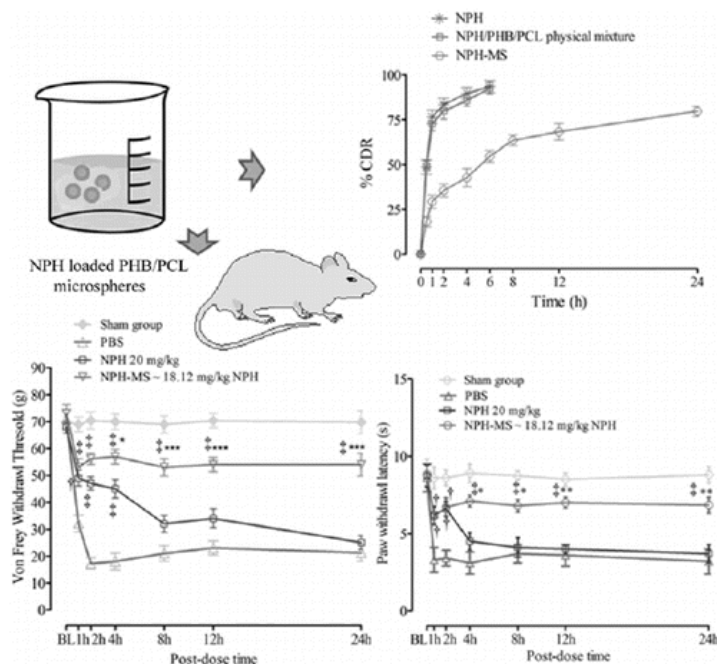 NPH
NPH/PHB/PCL physical mixture
NPH-MS
% CDR
100
75
50
25
0
0 1 2 4 6 8 12 24
Time (h)
NPH loaded PHB/PCL
microspheres
Sham group
PBS
NPH 20 mg/kg
NPH-MS ~ 18.12 mg/kg NPH
Von Frey Withdrawl Thresold (g)
90
80
70
60
50
40
30
20
10
0
‡ ‡ ‡* ‡*** ‡*** ‡***
‡ ‡
BL 1h 2h 4h 8h 12h 24h
Post-dose time
Sham group
PBS
NPH 20 mg/kg
NPH-MS ~ 18.12 mg/kg NPH
Paw withdrawl latency (s)
15
10
5
0
‡* ‡* ‡** ‡**
BL 1h 2h 4h 8h 12h 24h
Post-dose time